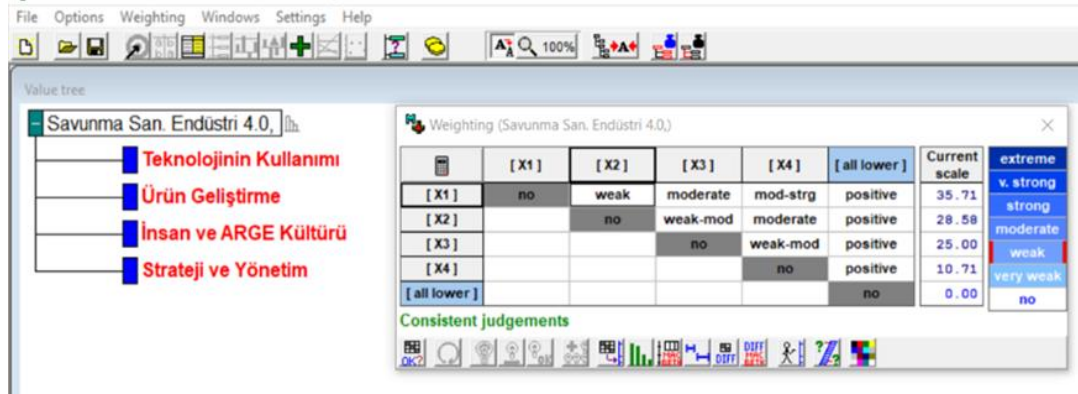 File Options Weighting Windows Settings Help
100%
Value tree
Savunma San. Endüstri 4.0,
Teknolojinin Kullanımı
Ürün Geliştirme
İnsan ve ARGE Kültürü
Strateji ve Yönetim
Weighting (Savunma San. Endüstri 4.0,)
[ X1 ] [ X2 ] [ X3 ] [ X4 ] [ all lower ] Current scale
[ X1 ] no weak moderate mod-strg positive 35.71
[ X2 ] no weak-mod moderate positive 28.58
[ X3 ] no weak-mod positive 25.00
[ X4 ] no positive 10.71
[ all lower ] no 0.00
extreme
v. strong
strong
moderate
weak
very weak
no
Consistent judgements
OK?
DIFF
DIFF